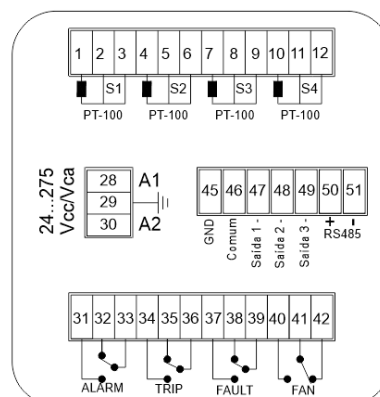 1 2 3 4 5 6 7 8 9 10 11 12
S1 S2 S3 S4
PT-100 PT-100 PT-100 PT-100
24...275
Vcc/Vca
28 A1
29
30 A2
45 46 47 48 49 50 51
GND
Comum
Saída 1 -
Saída 2 -
Saída 3 -
+ -
RS485
31 32 33 34 35 36 37 38 39 40 41 42
ALARM TRIP FAULT FAN